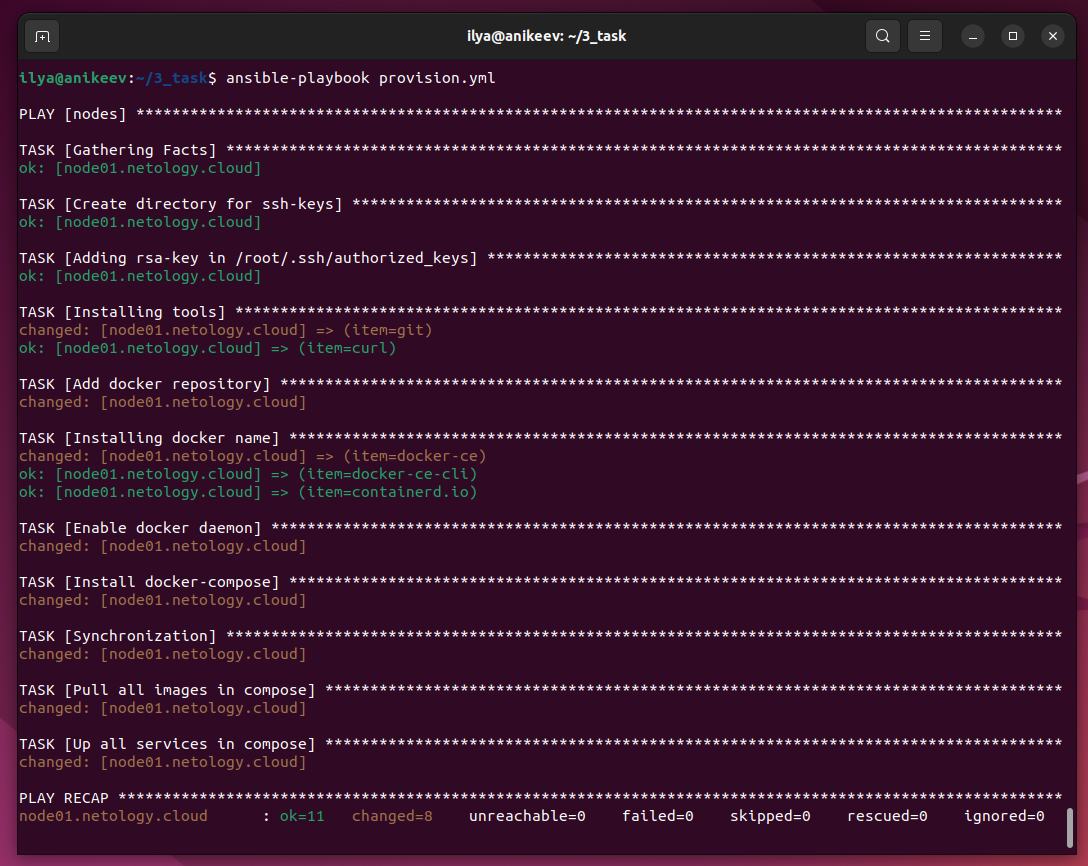 ilya@anikeev: ~/3_task
ilya@anikeev:~/3_task$ ansible-playbook provision.yml
PLAY [nodes] *******************************************************************************************************
TASK [Gathering Facts] *********************************************************************************************
ok: [node01.netology.cloud]
TASK [Create directory for ssh-keys] *******************************************************************************
ok: [node01.netology.cloud]
TASK [Adding rsa-key in /root/.ssh/authorized_keys] ****************************************************************
ok: [node01.netology.cloud]
TASK [Installing tools] ********************************************************************************************
changed: [node01.netology.cloud] => (item=git)
ok: [node01.netology.cloud] => (item=curl)
TASK [Add docker repository] ***************************************************************************************
changed: [node01.netology.cloud]
TASK [Installing docker name] **************************************************************************************
changed: [node01.netology.cloud] => (item=docker-ce)
ok: [node01.netology.cloud] => (item=docker-ce-cli)
ok: [node01.netology.cloud] => (item=containerd.io)
TASK [Enable docker daemon] ****************************************************************************************
changed: [node01.netology.cloud]
TASK [Install docker-compose] **************************************************************************************
changed: [node01.netology.cloud]
TASK [Synchronization] *********************************************************************************************
changed: [node01.netology.cloud]
TASK [Pull all images in compose] **********************************************************************************
changed: [node01.netology.cloud]
TASK [Up all services in compose] **********************************************************************************
changed: [node01.netology.cloud]
PLAY RECAP *********************************************************************************************************
node01.netology.cloud      : ok=11   changed=8    unreachable=0    failed=0    skipped=0    rescued=0    ignored=0